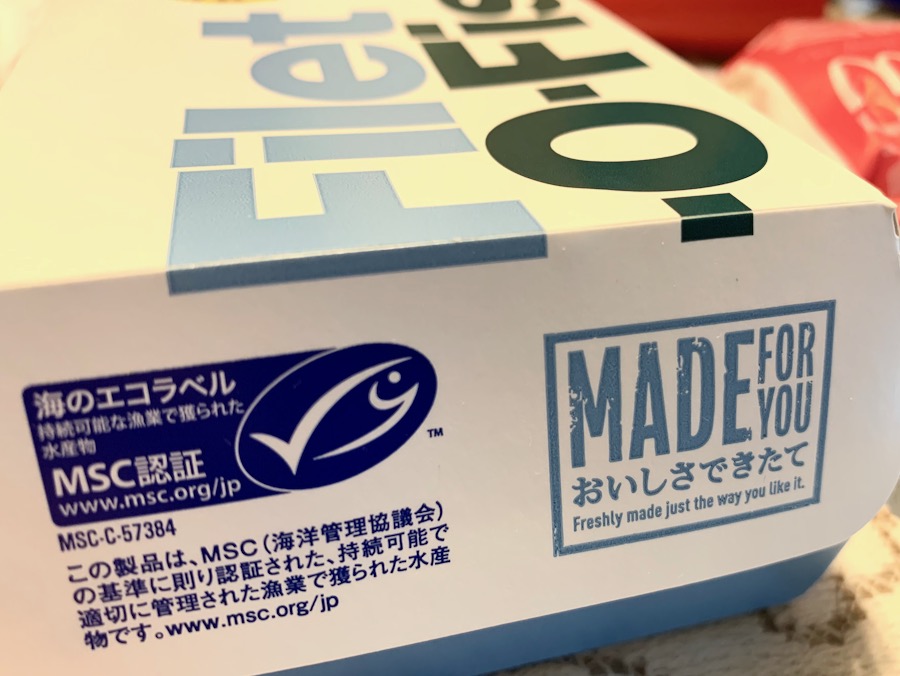 Filet
-O-Fis
海のエコラベル
持続可能な漁業で獲られた
水産物
MSC認証
www.msc.org/jp
TM
MSC-C-57384
この製品は、MSC（海洋管理協議会）
の基準に則り認証された、持続可能で
適切に管理された漁業で獲られた水産
物です。www.msc.org/jp
MADE FOR
YOU
おいしさできたて
Freshly made just the way you like it.